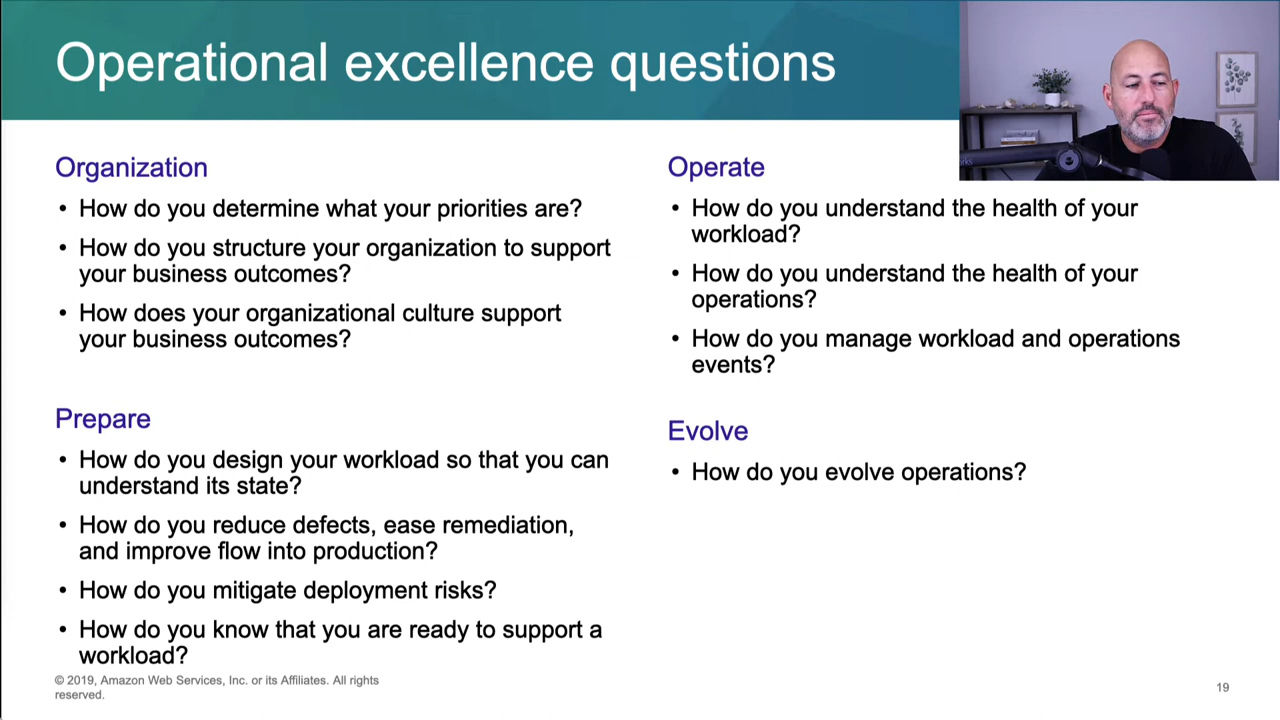 Operational excellence questions
Organization
• How do you determine what your priorities are?
• How do you structure your organization to support
your business outcomes?
• How does your organizational culture support
your business outcomes?
Prepare
• How do you design your workload so that you can
understand its state?
• How do you reduce defects, ease remediation,
and improve flow into production?
• How do you mitigate deployment risks?
• How do you know that you are ready to support a
workload?
Operate
• How do you understand the health of your
workload?
• How do you understand the health of your
operations?
• How do you manage workload and operations
events?
Evolve
• How do you evolve operations?
© 2019, Amazon Web Services, Inc. or its Affiliates. All rights
reserved.
19